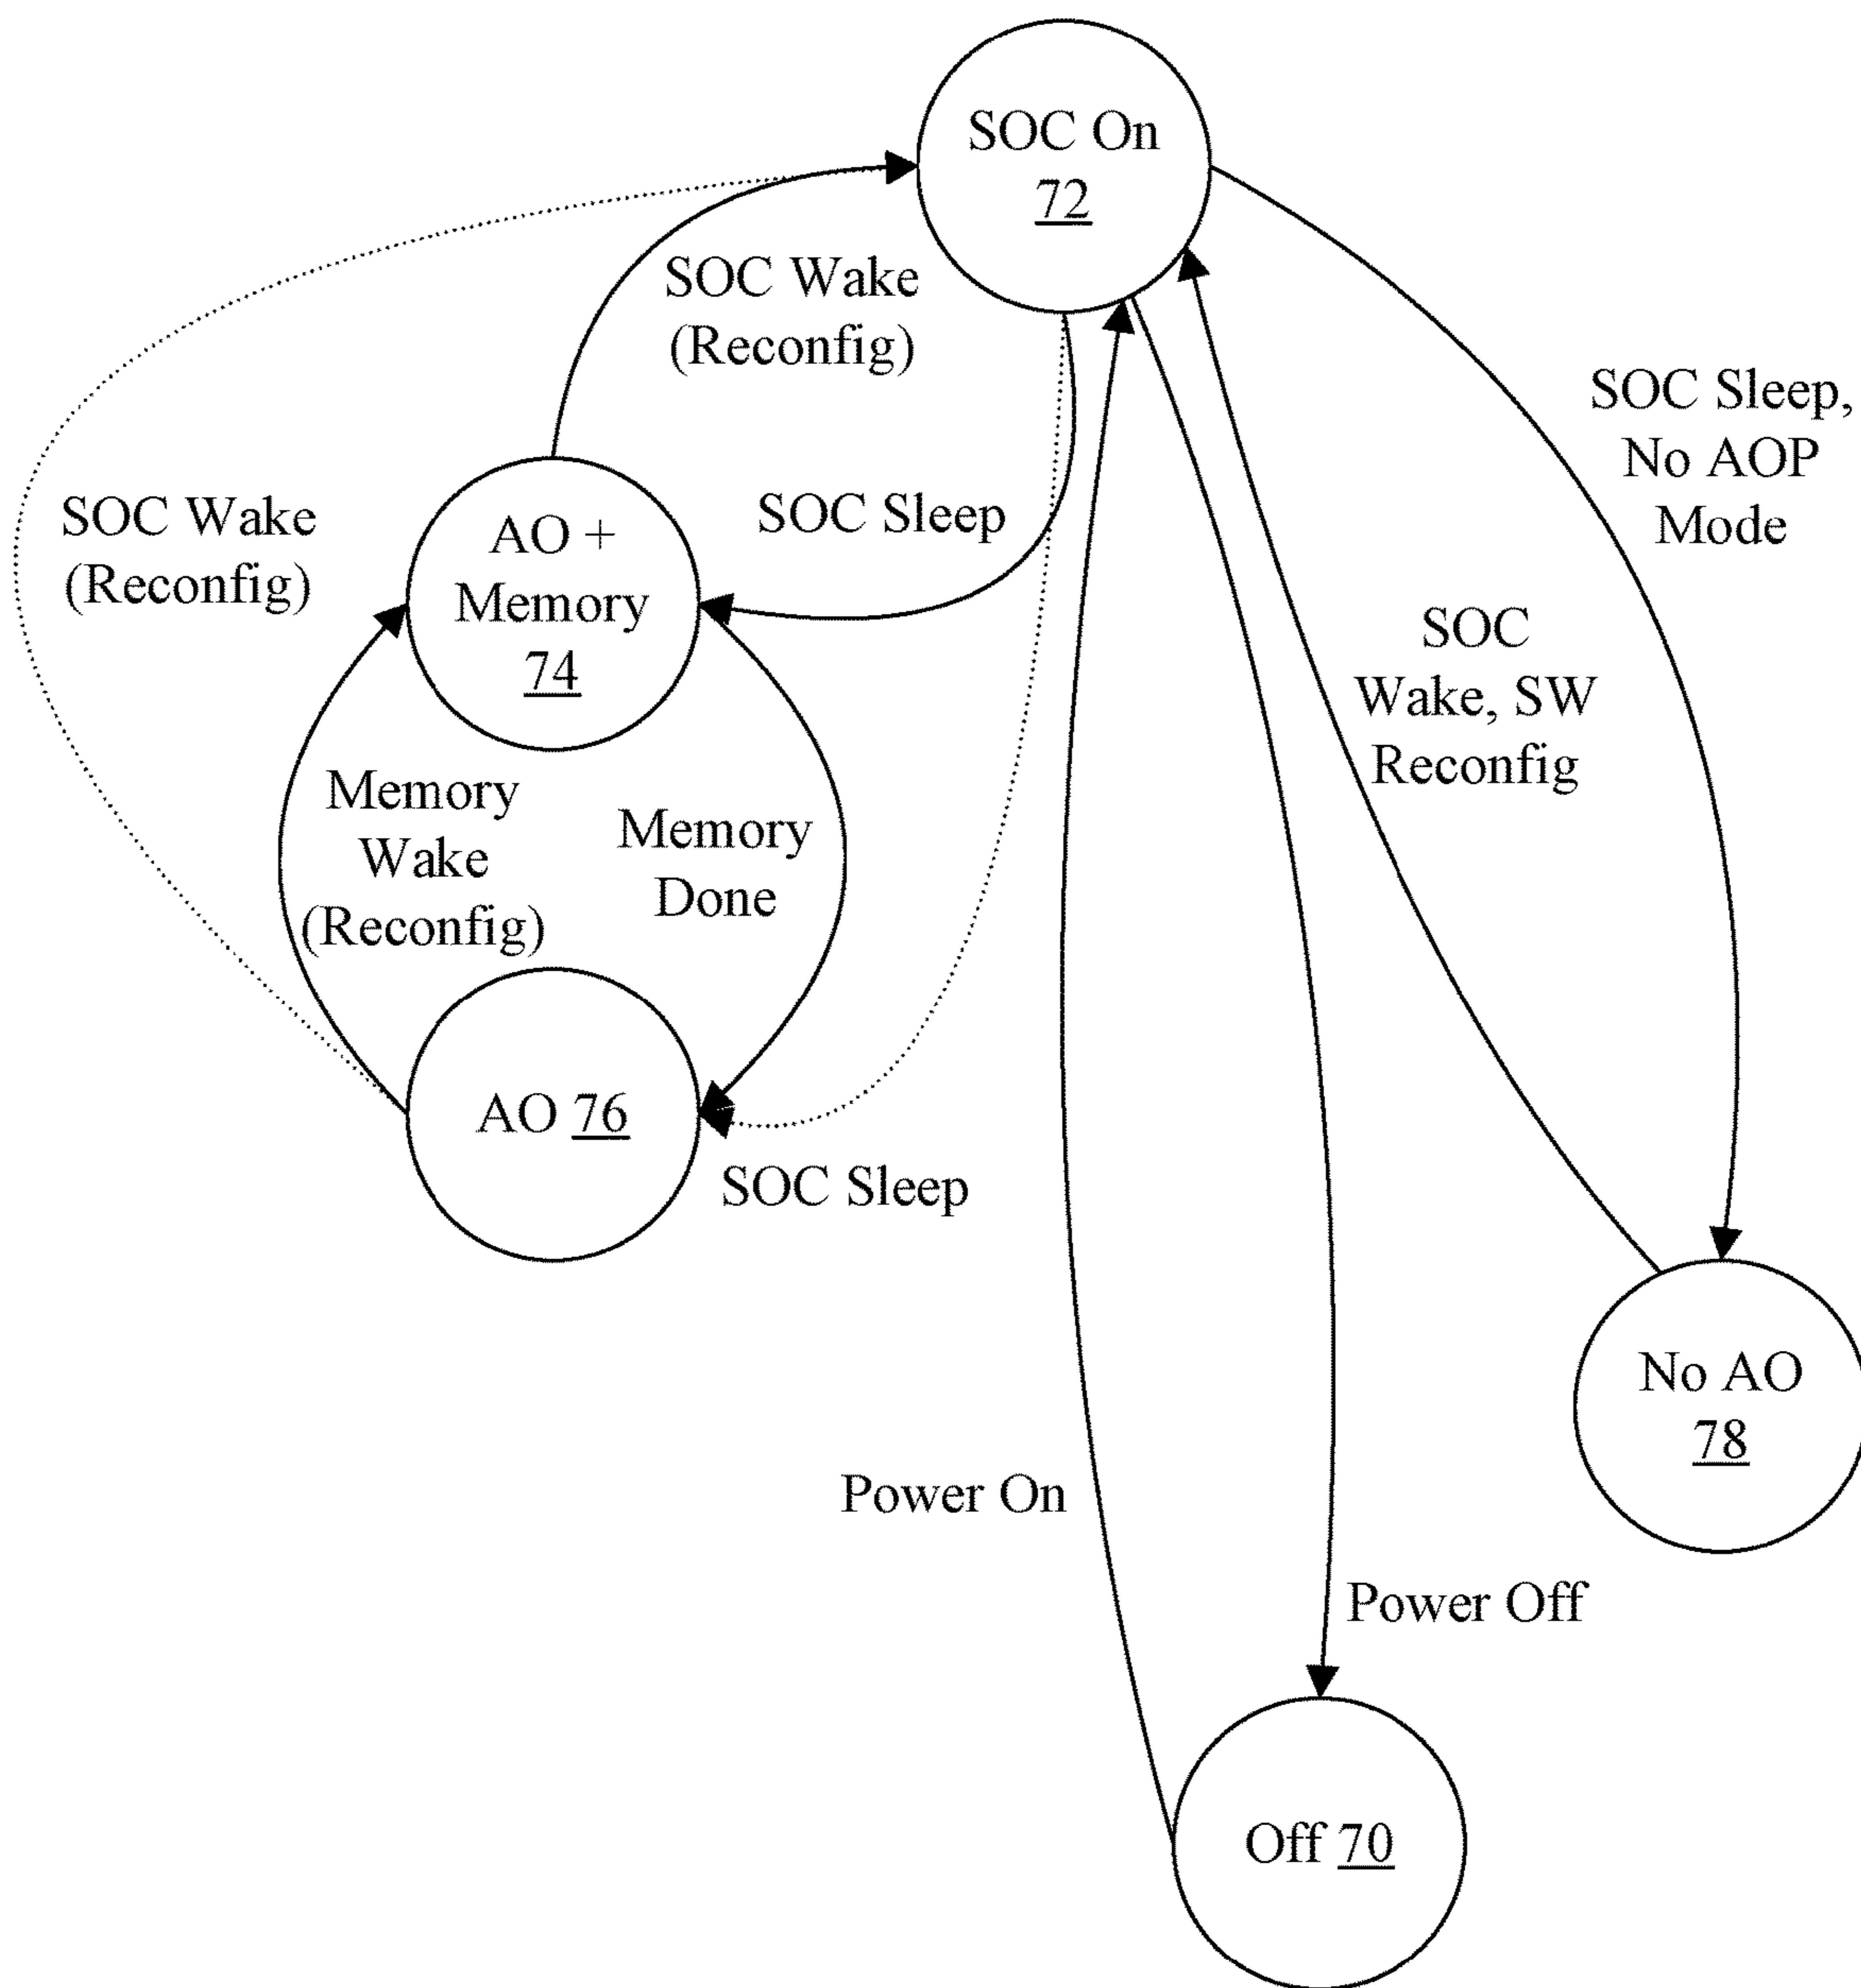 SOC On
72
SOC Wake
(Reconfig)
SOC Sleep,
No AOP
Mode
SOC Wake
(Reconfig)
AO +
Memory
74
SOC Sleep
SOC
Wake, SW
Reconfig
Memory
Wake
(Reconfig)
Memory
Done
AO 76
SOC Sleep
No AO
78
Power On
Power Off
Off 70